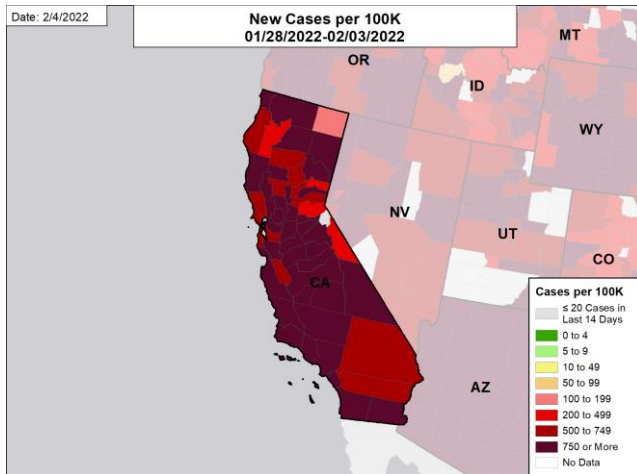 Date: 2/4/2022
New Cases per 100K
01/28/2022-02/03/2022
MT
OR
ID
WY
NV
UT
CO
CA
AZ
Cases per 100K
≤ 20 Cases in
Last 14 Days
0 to 4
5 to 9
10 to 49
50 to 99
100 to 199
200 to 499
500 to 749
750 or More
No Data